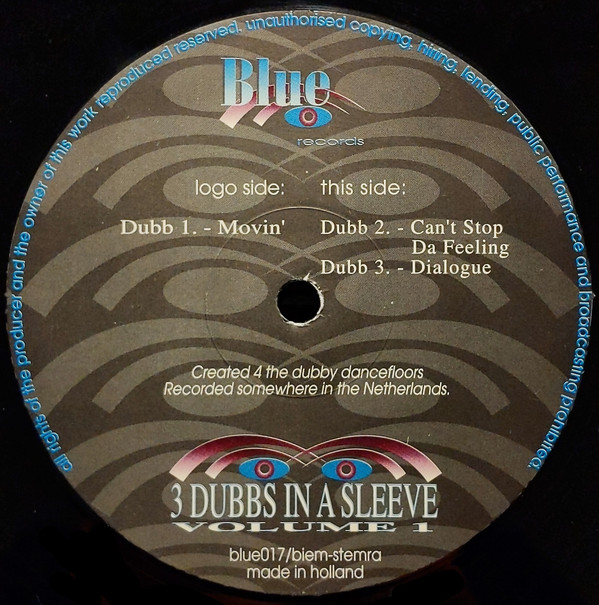 all rights of the producer and the owner of this work reproduced reserved, unauthorised copying, hiring, lending, public performance and broadcasting prohibited.
Blue
records
logo side: this side:
Dubb 1. - Movin' Dubb 2. - Can't Stop
Da Feeling
Dubb 3. - Dialogue
Created 4 the dubby dancefloors
Recorded somewhere in the Netherlands.
3 DUBBS IN A SLEEVE
VOLUME 1
blue017/biem-stemra
made in holland